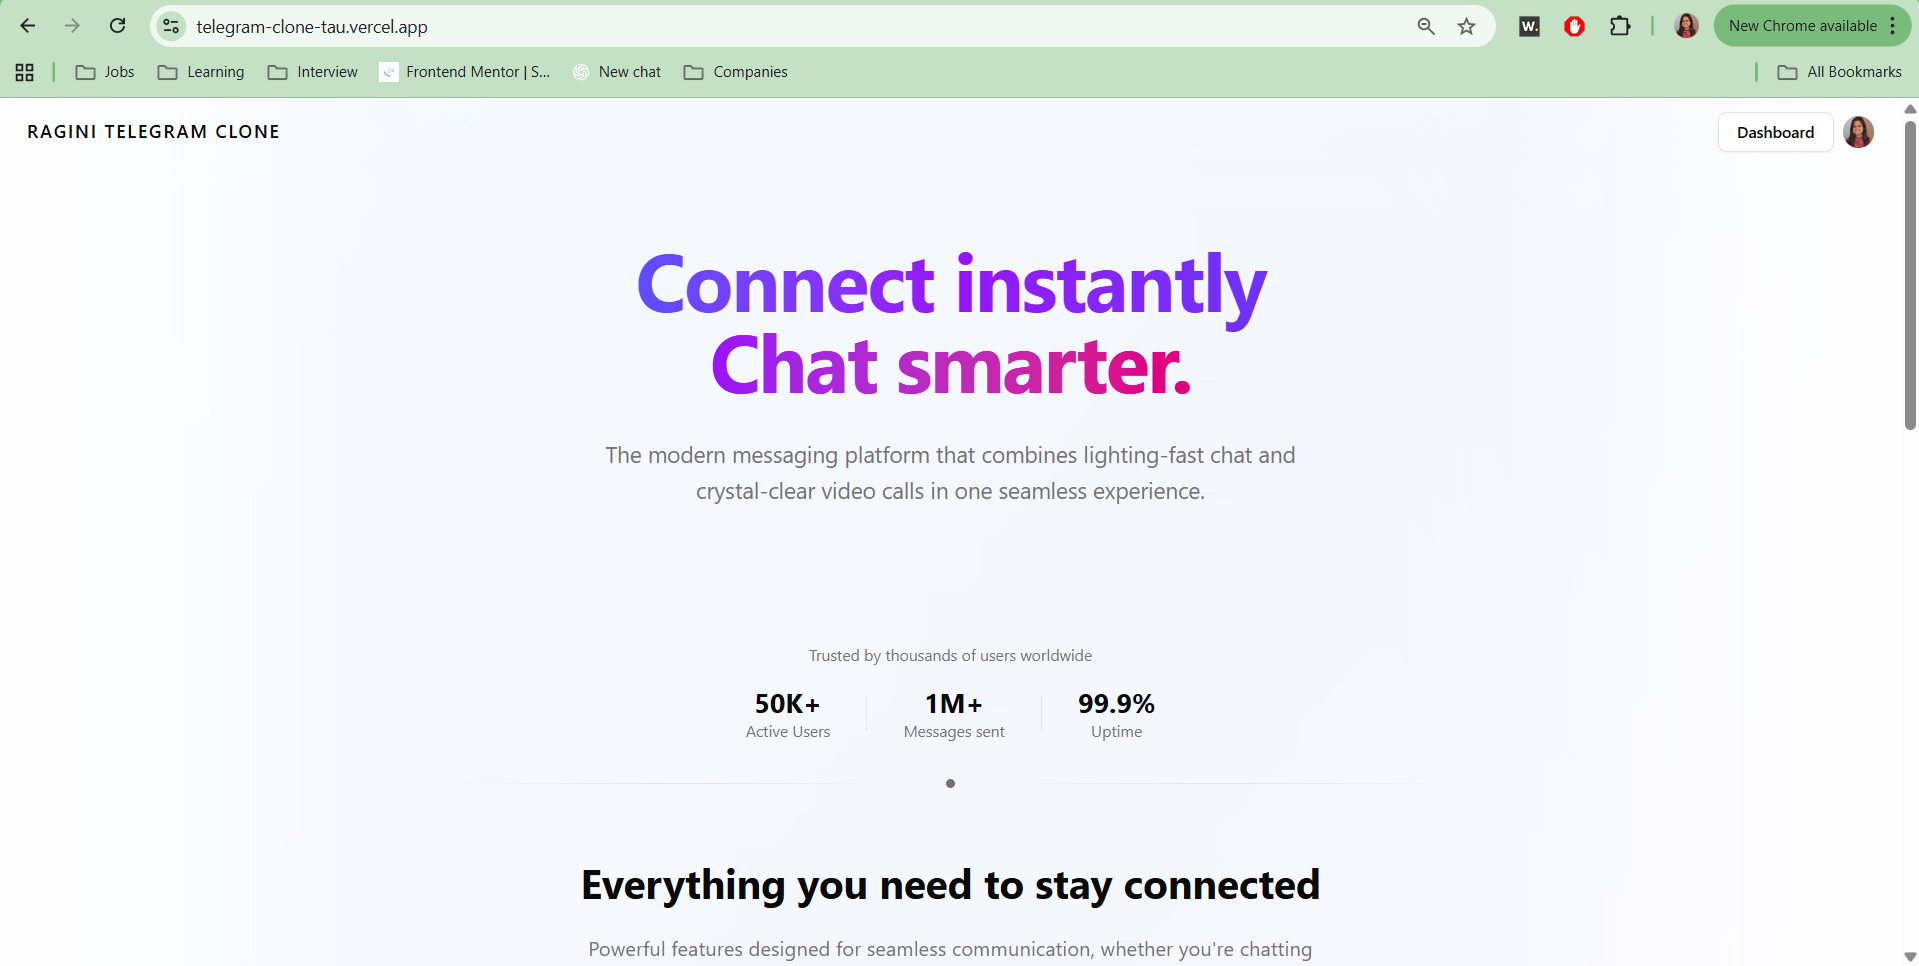 telegram-clone-tau.vercel.app
W.
New Chrome available
Jobs
Learning
Interview
Frontend Mentor | S...
New chat
Companies
All Bookmarks
RAGINI TELEGRAM CLONE
Dashboard
Connect instantly
Chat smarter.
The modern messaging platform that combines lighting-fast chat and
crystal-clear video calls in one seamless experience.
Trusted by thousands of users worldwide
50K+
Active Users
1M+
Messages sent
99.9%
Uptime
Everything you need to stay connected
Powerful features designed for seamless communication, whether you're chatting